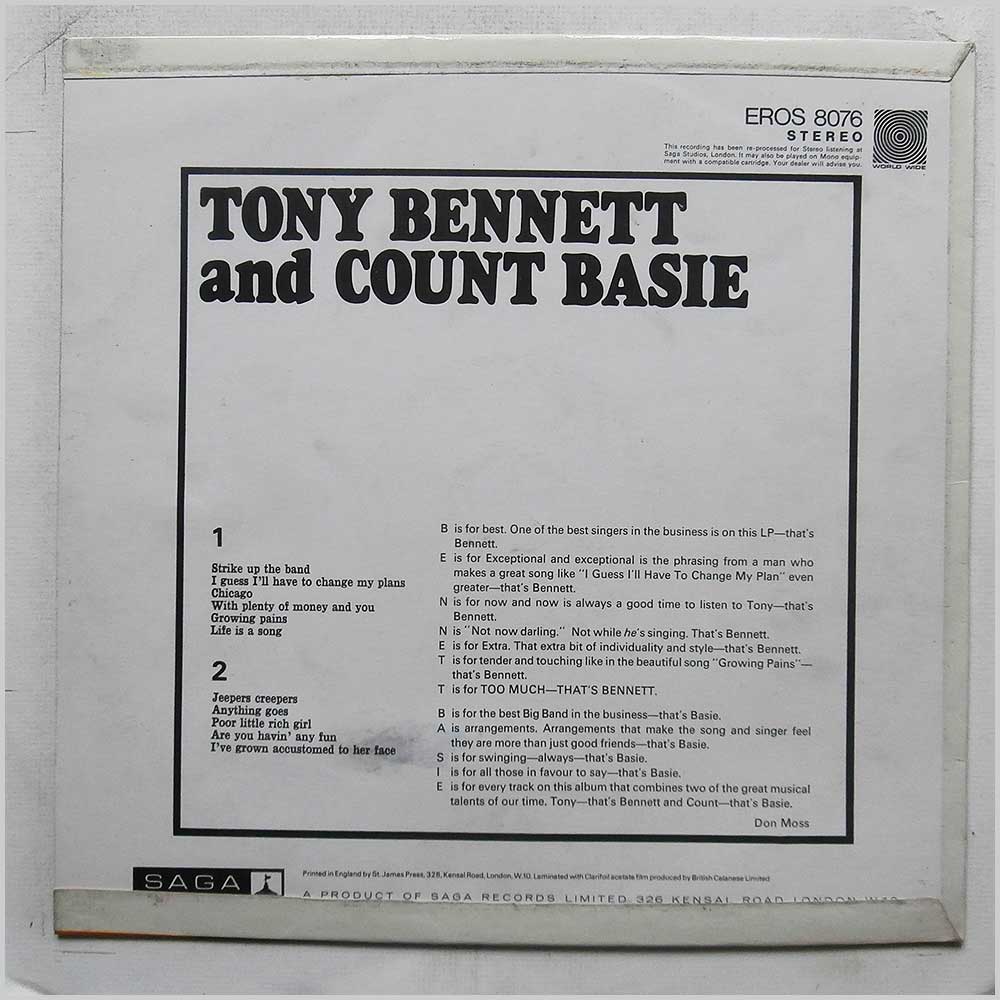 EROS 8076
STEREO
This recording has been re-processed for Stereo listening at
Saga Studios, London. It may also be played on Mono equip-
ment with a compatible cartridge. Your dealer will advise you.
WORLD WIDE
TONY BENNETT
and COUNT BASIE
1
Strike up the band
I guess I'll have to change my plans
Chicago
With plenty of money and you
Growing pains
Life is a song
2
Jeepers creepers
Anything goes
Poor little rich girl
Are you havin' any fun
I've grown accustomed to her face
B is for best. One of the best singers in the business is on this LP—that's
Bennett.
E is for Exceptional and exceptional is the phrasing from a man who
makes a great song like "I Guess I'll Have To Change My Plan" even
greater—that's Bennett.
N is for now and now is always a good time to listen to Tony—that's
Bennett.
N is "Not now darling." Not while he's singing. That's Bennett.
E is for Extra. That extra bit of individuality and style—that's Bennett.
T is for tender and touching like in the beautiful song "Growing Pains"—
that's Bennett.
T is for TOO MUCH—THAT'S BENNETT.
B is for the best Big Band in the business—that's Basie.
A is arrangements. Arrangements that make the song and singer feel
they are more than just good friends—that's Basie.
S is for swinging—always—that's Basie.
I is for all those in favour to say—that's Basie.
E is for every track on this album that combines two of the great musical
talents of our time. Tony—that's Bennett and Count—that's Basie.
Don Moss
SAGA
Printed in England by St. James Press, 328, Kensal Road, London, W.10. Laminated with Clarifoil acetate film produced by British Celanese Limited
A PRODUCT OF SAGA RECORDS LIMITED 326 KENSAL ROAD LONDON W10